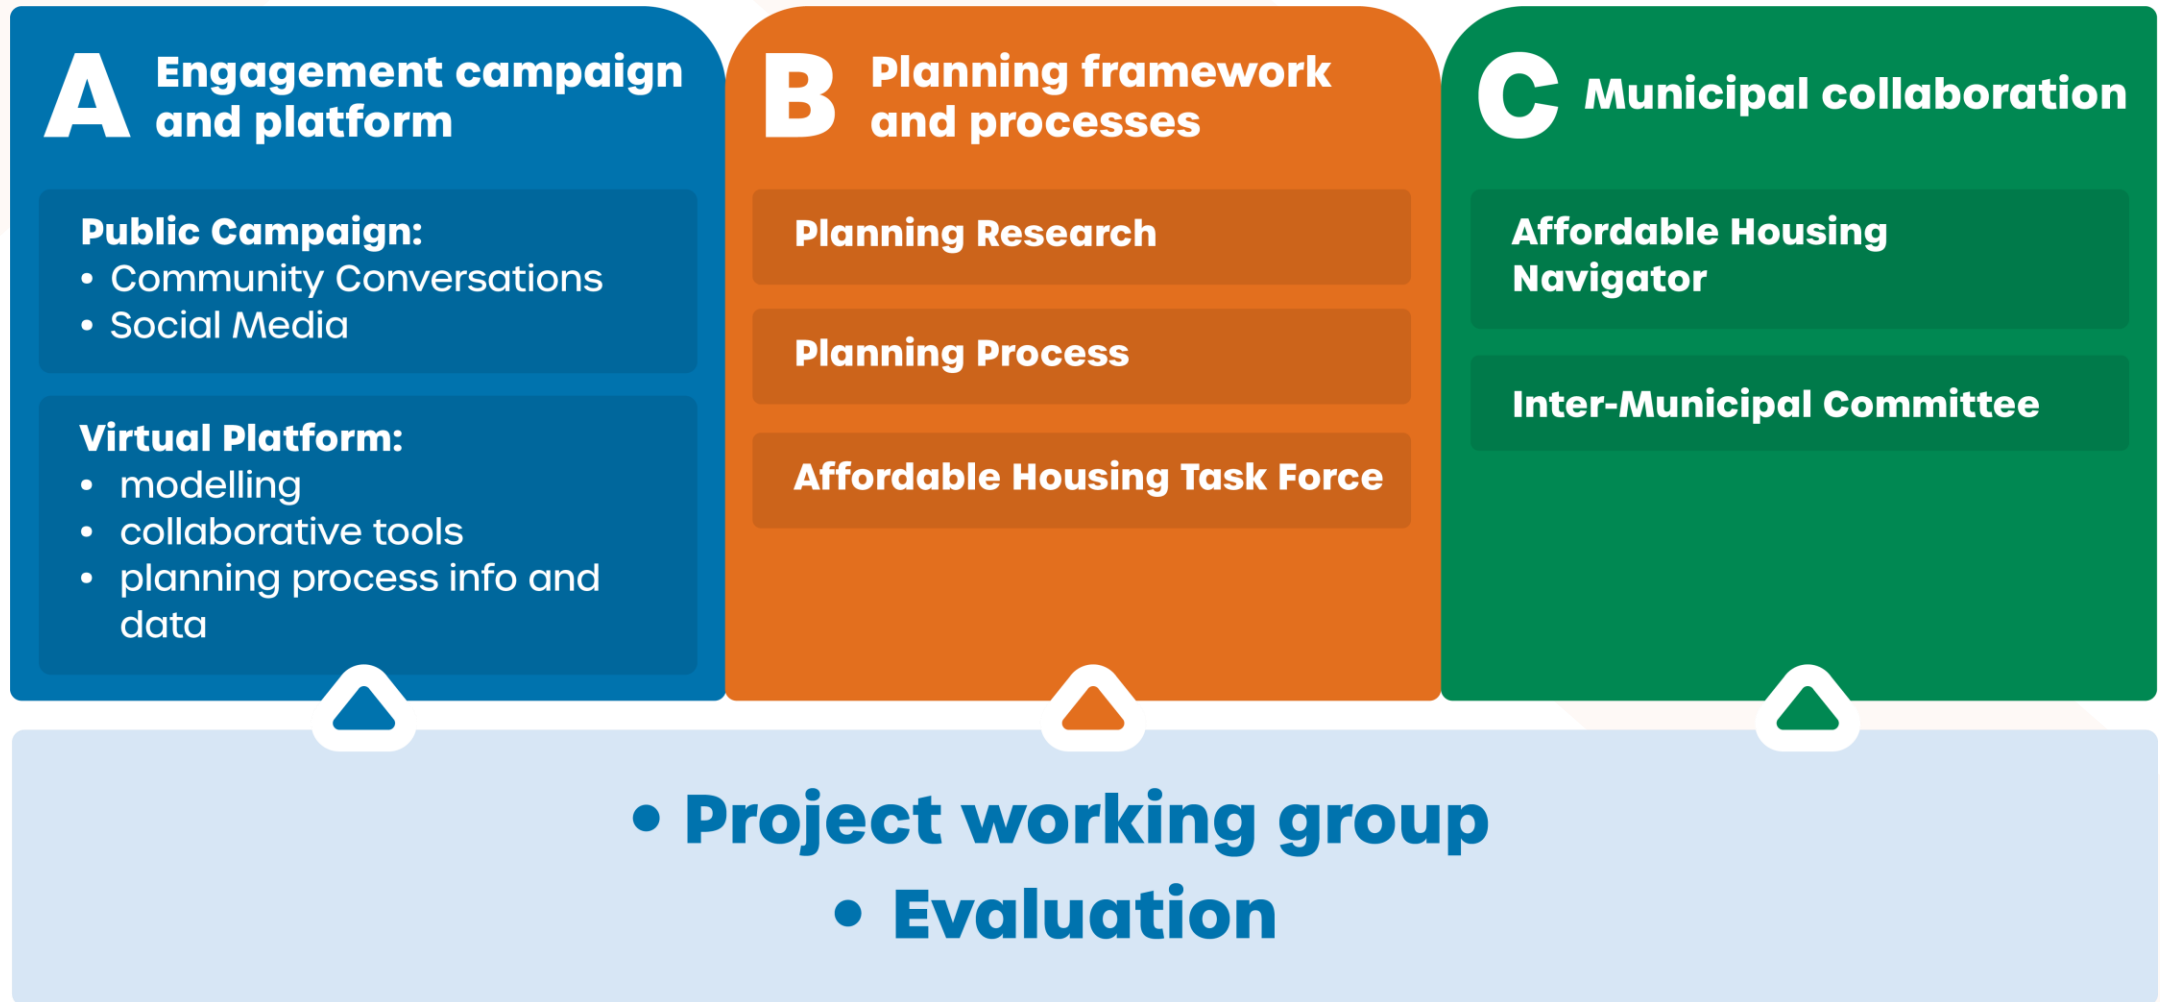 A
Engagement campaign
and platform
Public Campaign:
• Community Conversations
• Social Media
Virtual Platform:
• modelling
• collaborative tools
• planning process info and
data
B
Planning framework
and processes
Planning Research
Planning Process
Affordable Housing Task Force
C
Municipal collaboration
Affordable Housing
Navigator
Inter-Municipal Committee
• Project working group
• Evaluation